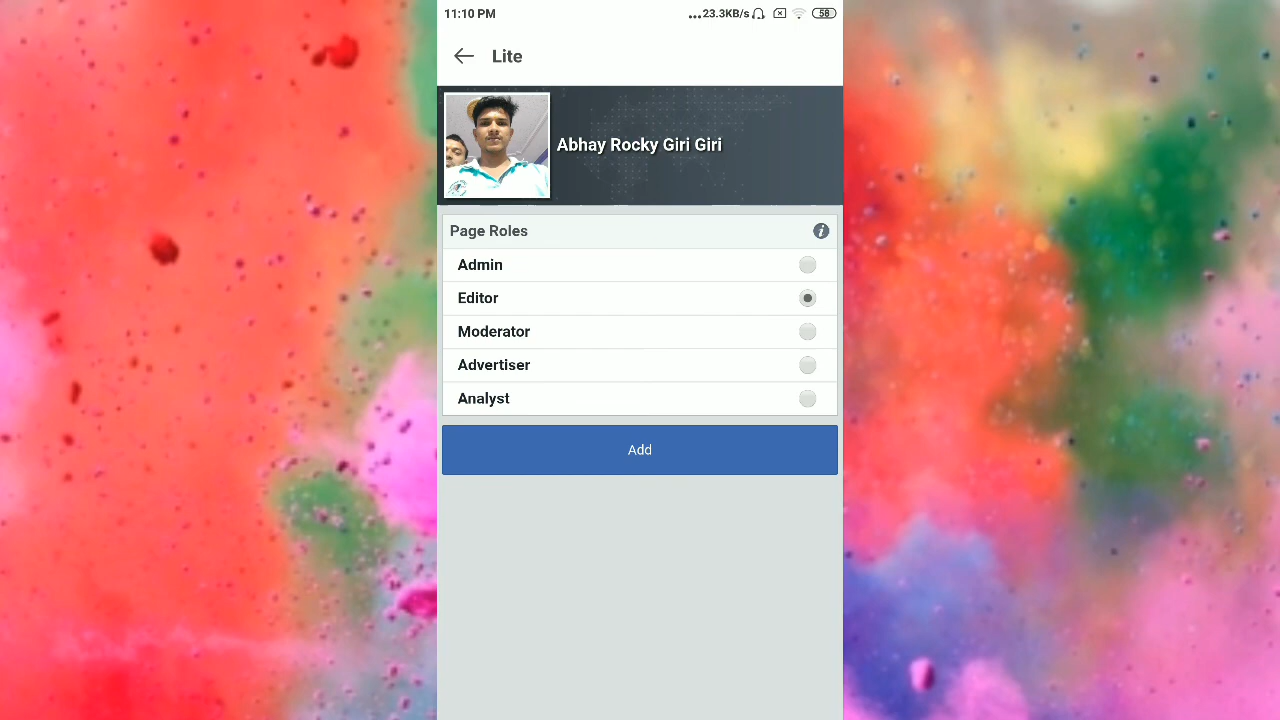 11:10 PM
...23.3KB/s
58
Lite
Abhay Rocky Giri Giri
Page Roles
Admin
Editor
Moderator
Advertiser
Analyst
Add